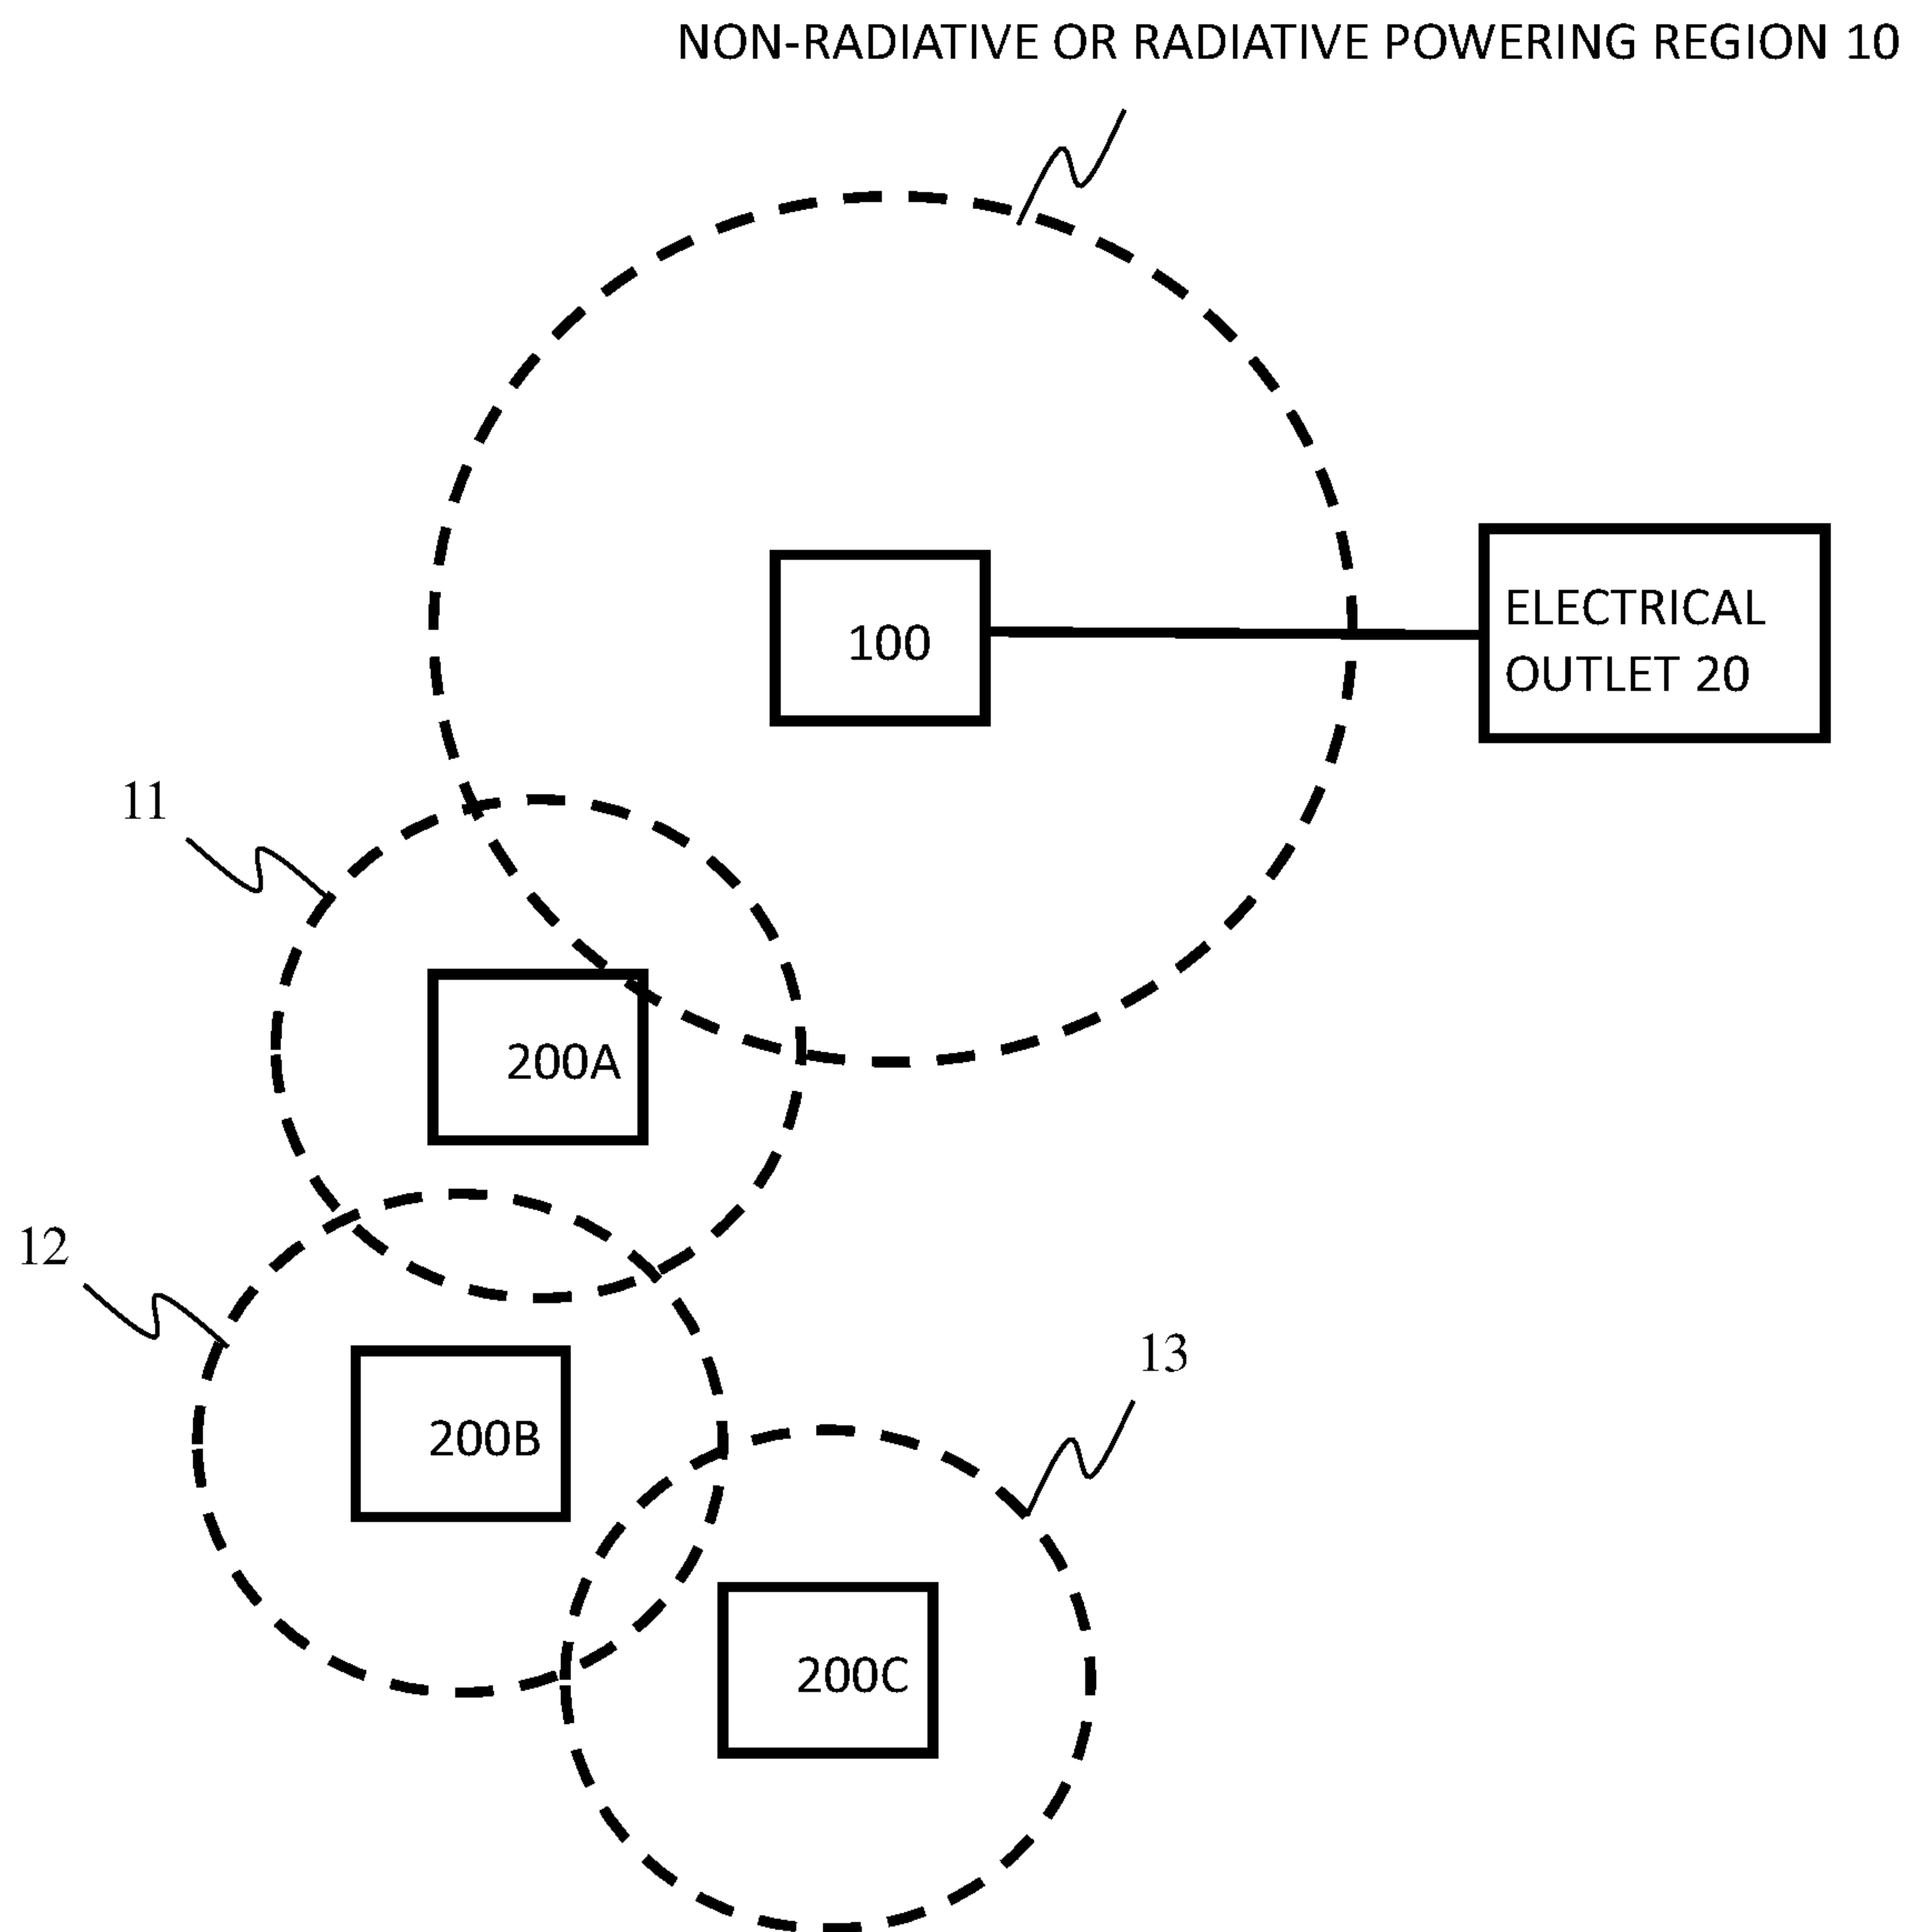 NON-RADIATIVE OR RADIATIVE POWERING REGION 10
100
ELECTRICAL
OUTLET 20
11
200A
12
200B
13
200C